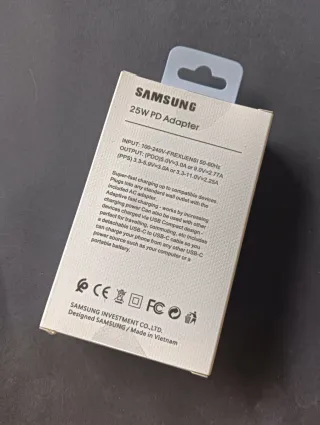 SAMSUNG
25W PD Adapter
INPUT: 100-240V-FREXUENSI 50-60Hz
OUTPUT: (PDO)5.0V=3.0A or 9.0V=2.77A
(PPS) 3.3-5.9V=3.0A or 3.3-11.0V=2.25A
Super-fast charging up to compatible devices.
Plugs into any standard wall outlet with the
included AC adaptor.
Adaptive fast charging - works by increasing
charging power Can also be used with other
devices charged via USB Compact design -
perfect for travelling, commuting, etc Includes
a detachable USB-C to USB-C cable so you
can charge your phone from any other USB-C
power source such as your computer or a
portable battery.
CE
FC
SAMSUNG INVESTMENT CO.,LTD.
Designed SAMSUNG / Made in Vietnam